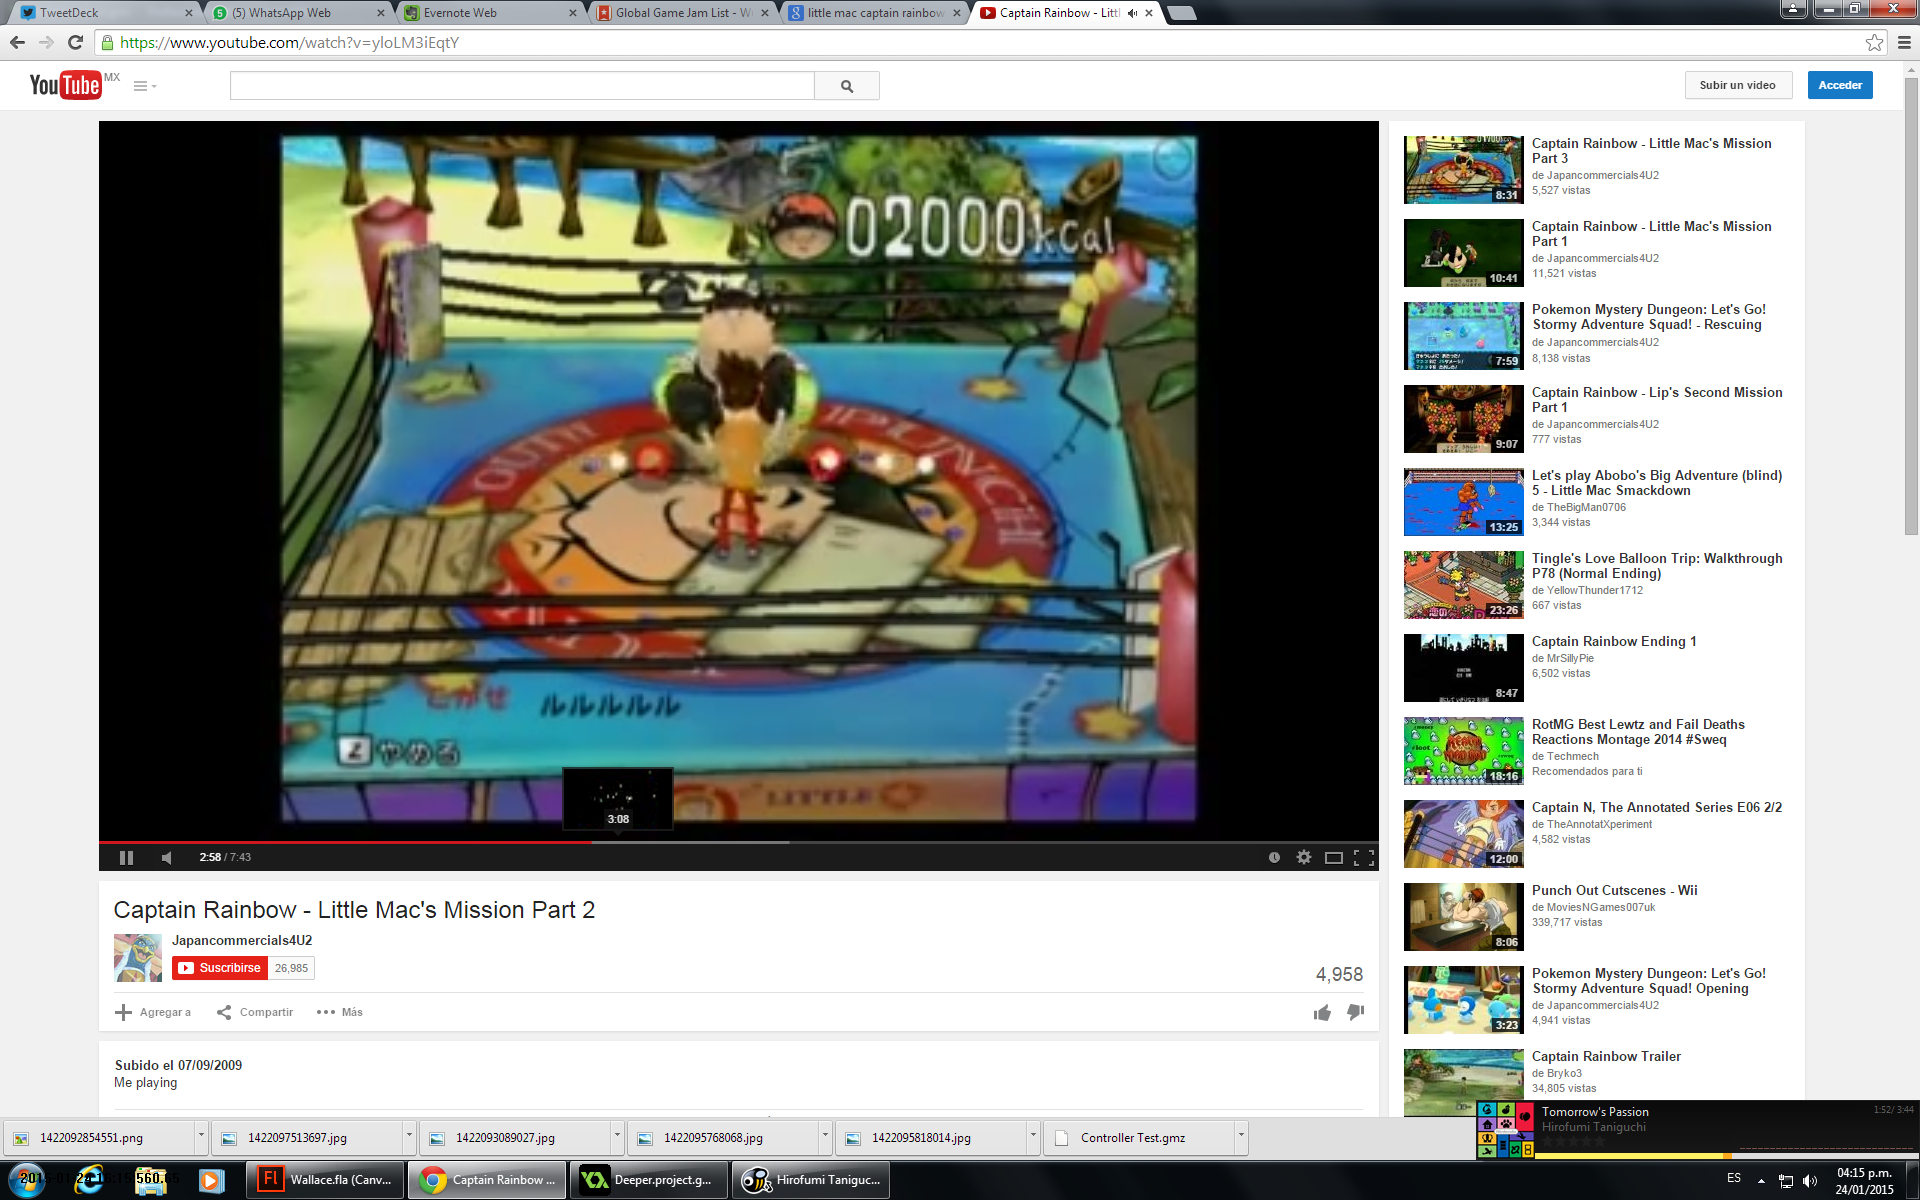 TweetDeck
(5) WhatsApp Web
Evernote Web
Global Game Jam List - W
little mac captain rainbow
Captain Rainbow - Littl
https://www.youtube.com/watch?v=yloLM3iEqtY
YouTube MX
Subir un video
Acceder
02000kcal
OUT!!
PUNCH!
とかせ ルルルルル
Z やめる
LITTLE
3:08
2:58 / 7:43
Captain Rainbow - Little Mac's Mission Part 2
Japancommercials4U2
Suscribirse 26,985
4,958
Agregar a
Compartir
Más
Subido el 07/09/2009
Me playing
Captain Rainbow - Little Mac's Mission
Part 3
de Japancommercials4U2
5,527 vistas
8:31
Captain Rainbow - Little Mac's Mission
Part 1
de Japancommercials4U2
11,521 vistas
10:41
Pokemon Mystery Dungeon: Let's Go!
Stormy Adventure Squad! - Rescuing
de Japancommercials4U2
8,138 vistas
7:59
Captain Rainbow - Lip's Second Mission
Part 1
de Japancommercials4U2
777 vistas
9:07
Let's play Abobo's Big Adventure (blind)
5 - Little Mac Smackdown
de TheBigMan0706
3,344 vistas
13:25
Tingle's Love Balloon Trip: Walkthrough
P78 (Normal Ending)
de YellowThunder1712
667 vistas
23:26
Captain Rainbow Ending 1
de MrSillyPie
6,502 vistas
8:47
RotMG Best Lewtz and Fail Deaths
Reactions Montage 2014 #Sweq
de Techmech
Recomendados para ti
18:16
Captain N, The Annotated Series E06 2/2
de TheAnnotatXperiment
4,582 vistas
12:00
Punch Out Cutscenes - Wii
de MoviesNGames007uk
339,717 vistas
8:06
Pokemon Mystery Dungeon: Let's Go!
Stormy Adventure Squad! Opening
de Japancommercials4U2
4,941 vistas
3:23
Captain Rainbow Trailer
de Bryko3
34,805 vistas
Tomorrow's Passion
Hirofumi Taniguchi
1:52/ 3:44
1422092854551.png
1422097513697.jpg
1422093089027.jpg
1422095768068.jpg
1422095818014.jpg
Controller Test.gmz
Wallace.fla (Canv...
Captain Rainbow ...
Deeper.project.g...
Hirofumi Taniguc...
ES
04:15 p.m.
24/01/2015